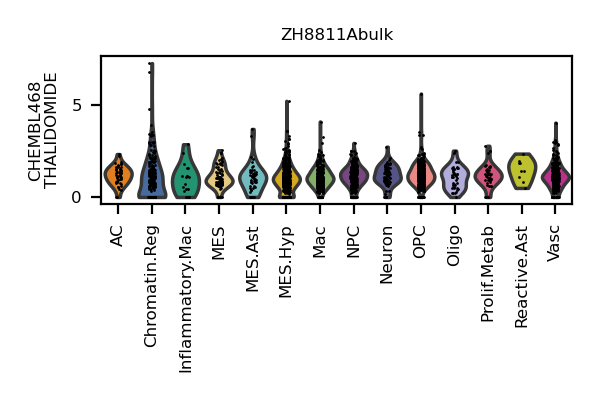 ZH8811Abulk
CHEMBL468
THALIDOMIDE
5
0
AC
Chromatin.Reg
Inflammatory.Mac
MES
MES.Ast
MES.Hyp
Mac
NPC
Neuron
OPC
Oligo
Prolif.Metab
Reactive.Ast
Vasc